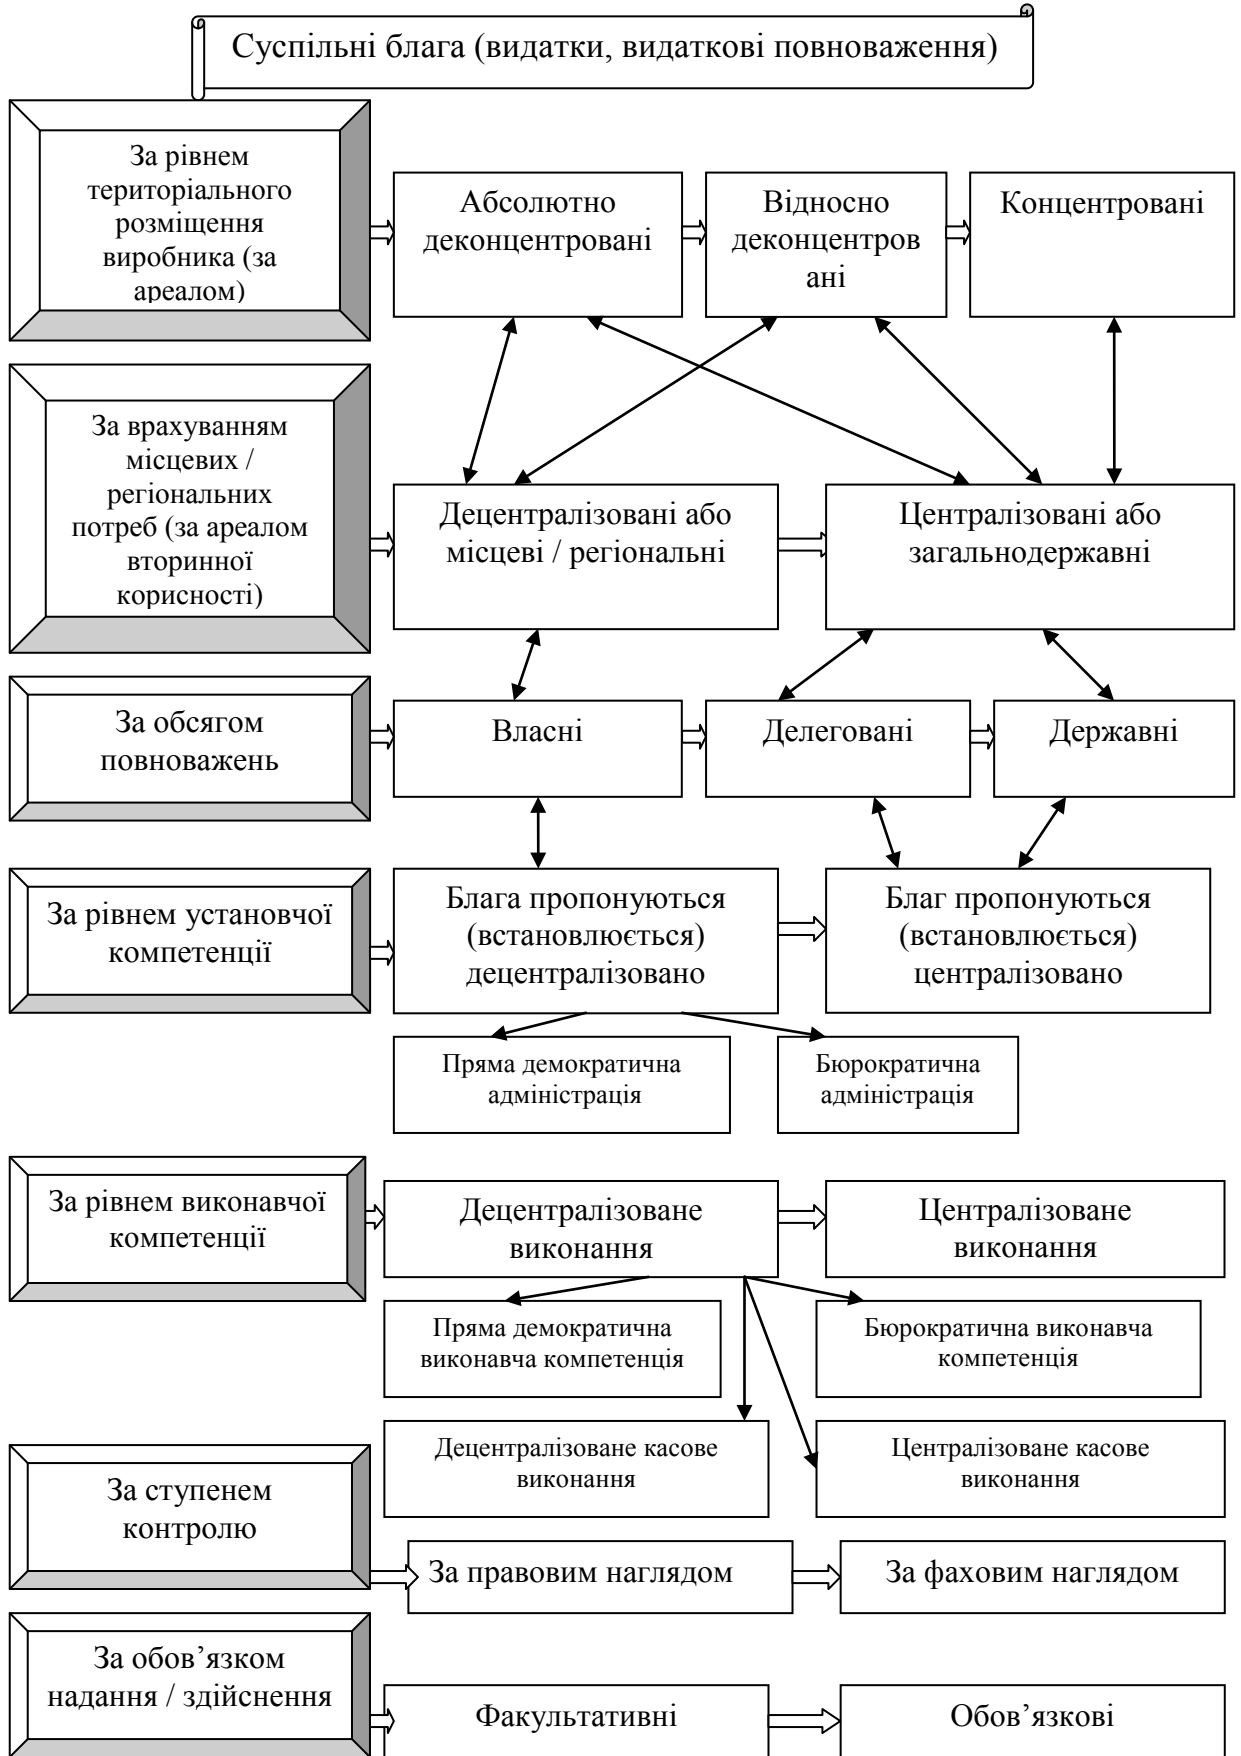 Суспільні блага (видатки, видаткові повноваження)
За рівнем
територіального
розміщення
виробника (за
ареалом)
Абсолютно
деконцентровані
Відносно
деконцентров
ані
Концентровані
За врахуванням
місцевих /
регіональних
потреб (за ареалом
вторинної
корисності)
Децентралізовані або
місцеві / регіональні
Централізовані або
загальнодержавні
За обсягом
повноважень
Власні
Делеговані
Державні
За рівнем установчої
компетенції
Блага пропонуються
(встановлюється)
децентралізовано
Благ пропонуються
(встановлюється)
централізовано
Пряма демократична
адміністрація
Бюрократична
адміністрація
За рівнем виконавчої
компетенції
Децентралізоване
виконання
Централізоване
виконання
Пряма демократична
виконавча компетенція
Бюрократична виконавча
компетенція
Децентралізоване касове
виконання
Централізоване касове
виконання
За ступенем
контролю
За правовим наглядом
За фаховим наглядом
За обов’язком
надання / здійснення
Факультативні
Обов’язкові